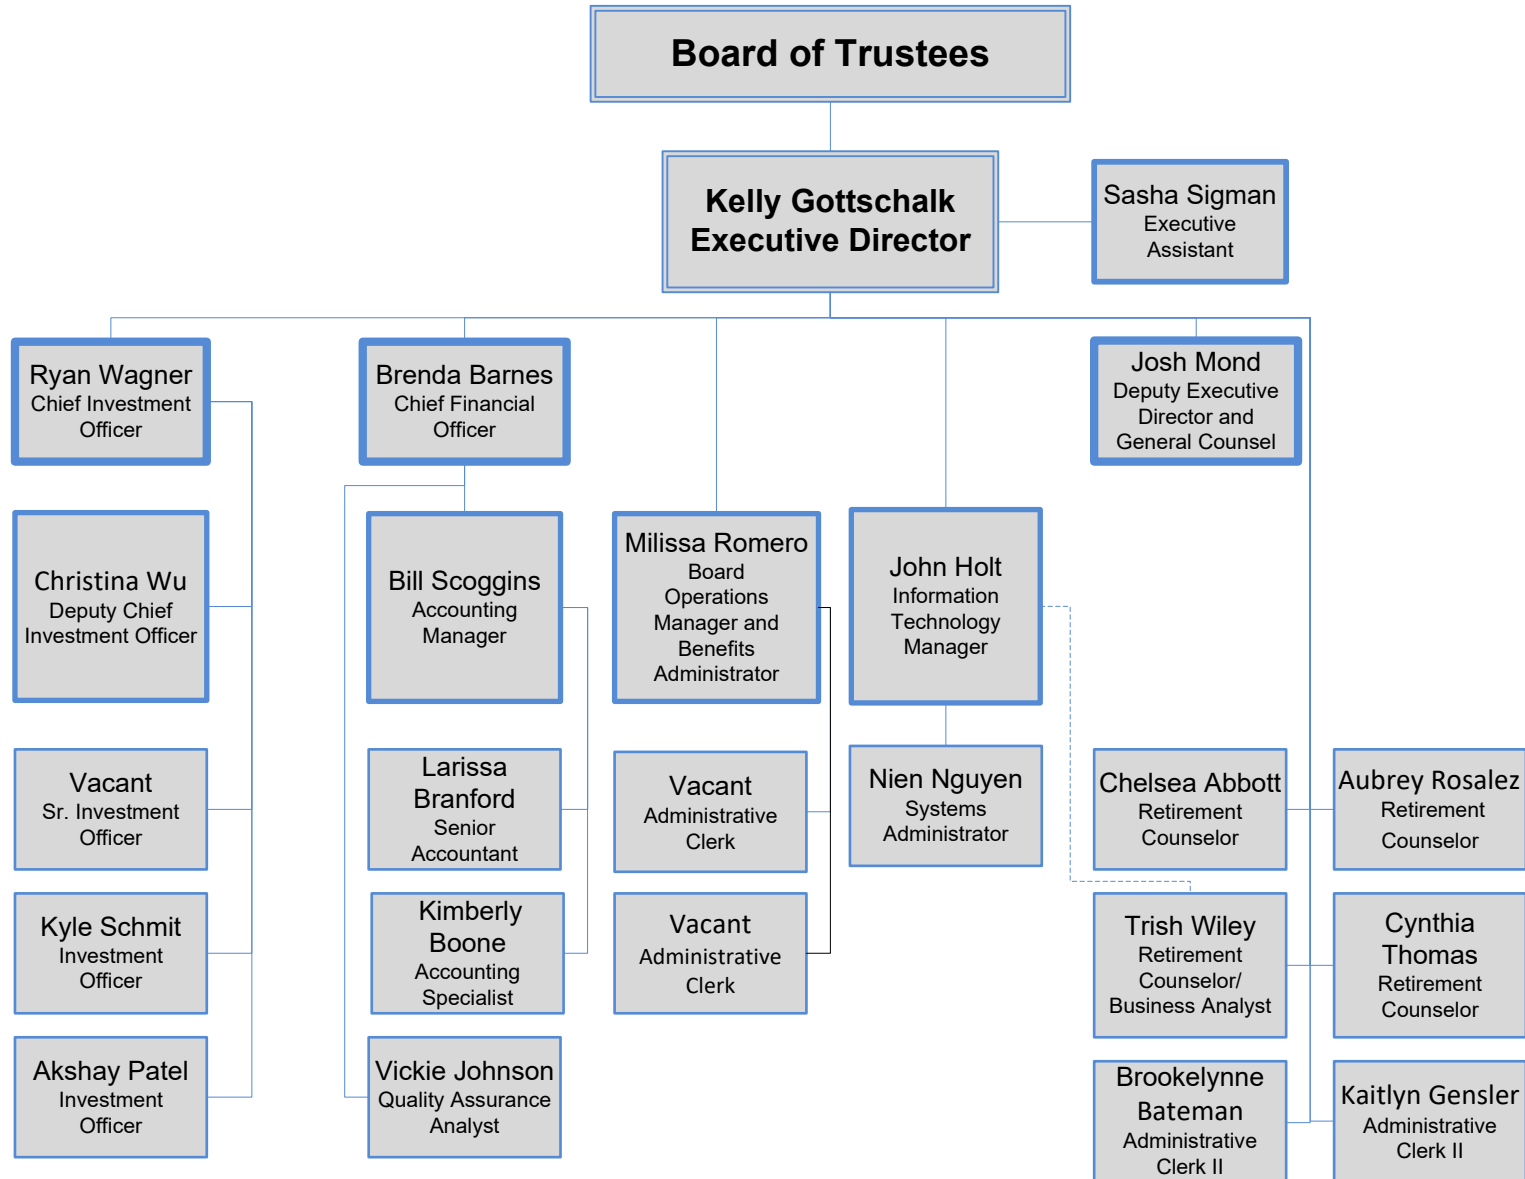 Board of Trustees
Kelly Gottschalk
Executive Director
Sasha Sigman
Executive
Assistant
Ryan Wagner
Chief Investment
Officer
Brenda Barnes
Chief Financial
Officer
Josh Mond
Deputy Executive
Director and
General Counsel
Christina Wu
Deputy Chief
Investment Officer
Bill Scoggins
Accounting
Manager
Milissa Romero
Board
Operations
Manager and
Benefits
Administrator
John Holt
Information
Technology
Manager
Vacant
Sr. Investment
Officer
Larissa
Branford
Senior
Accountant
Vacant
Administrative
Clerk
Nien Nguyen
Systems
Administrator
Chelsea Abbott
Retirement
Counselor
Aubrey Rosalez
Retirement
Counselor
Kyle Schmit
Investment
Officer
Kimberly
Boone
Accounting
Specialist
Vacant
Administrative
Clerk
Trish Wiley
Retirement
Counselor/
Business Analyst
Cynthia
Thomas
Retirement
Counselor
Akshay Patel
Investment
Officer
Vickie Johnson
Quality Assurance
Analyst
Brookelynne
Bateman
Administrative
Clerk II
Kaitlyn Gensler
Administrative
Clerk II